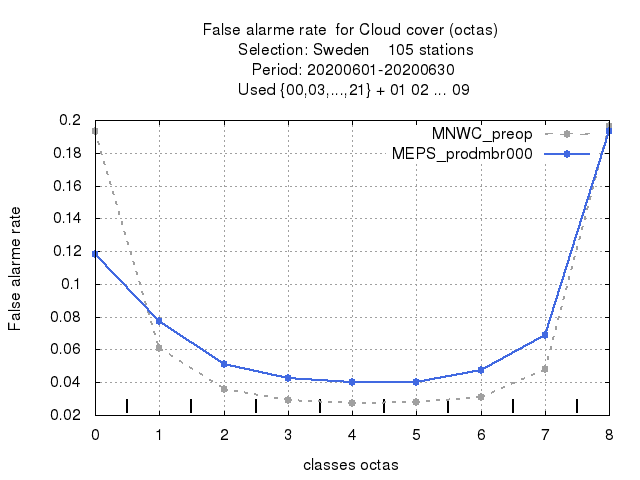 False alarme rate  for Cloud cover (octas)
Selection: Sweden    105 stations
Period: 20200601-20200630
Used {00,03,...,21} + 01 02 ... 09
MNWC_preop
MEPS_prodmbr000
False alarme rate
0.2
0.18
0.16
0.14
0.12
0.1
0.08
0.06
0.04
0.02
0 1 2 3 4 5 6 7 8
classes octas